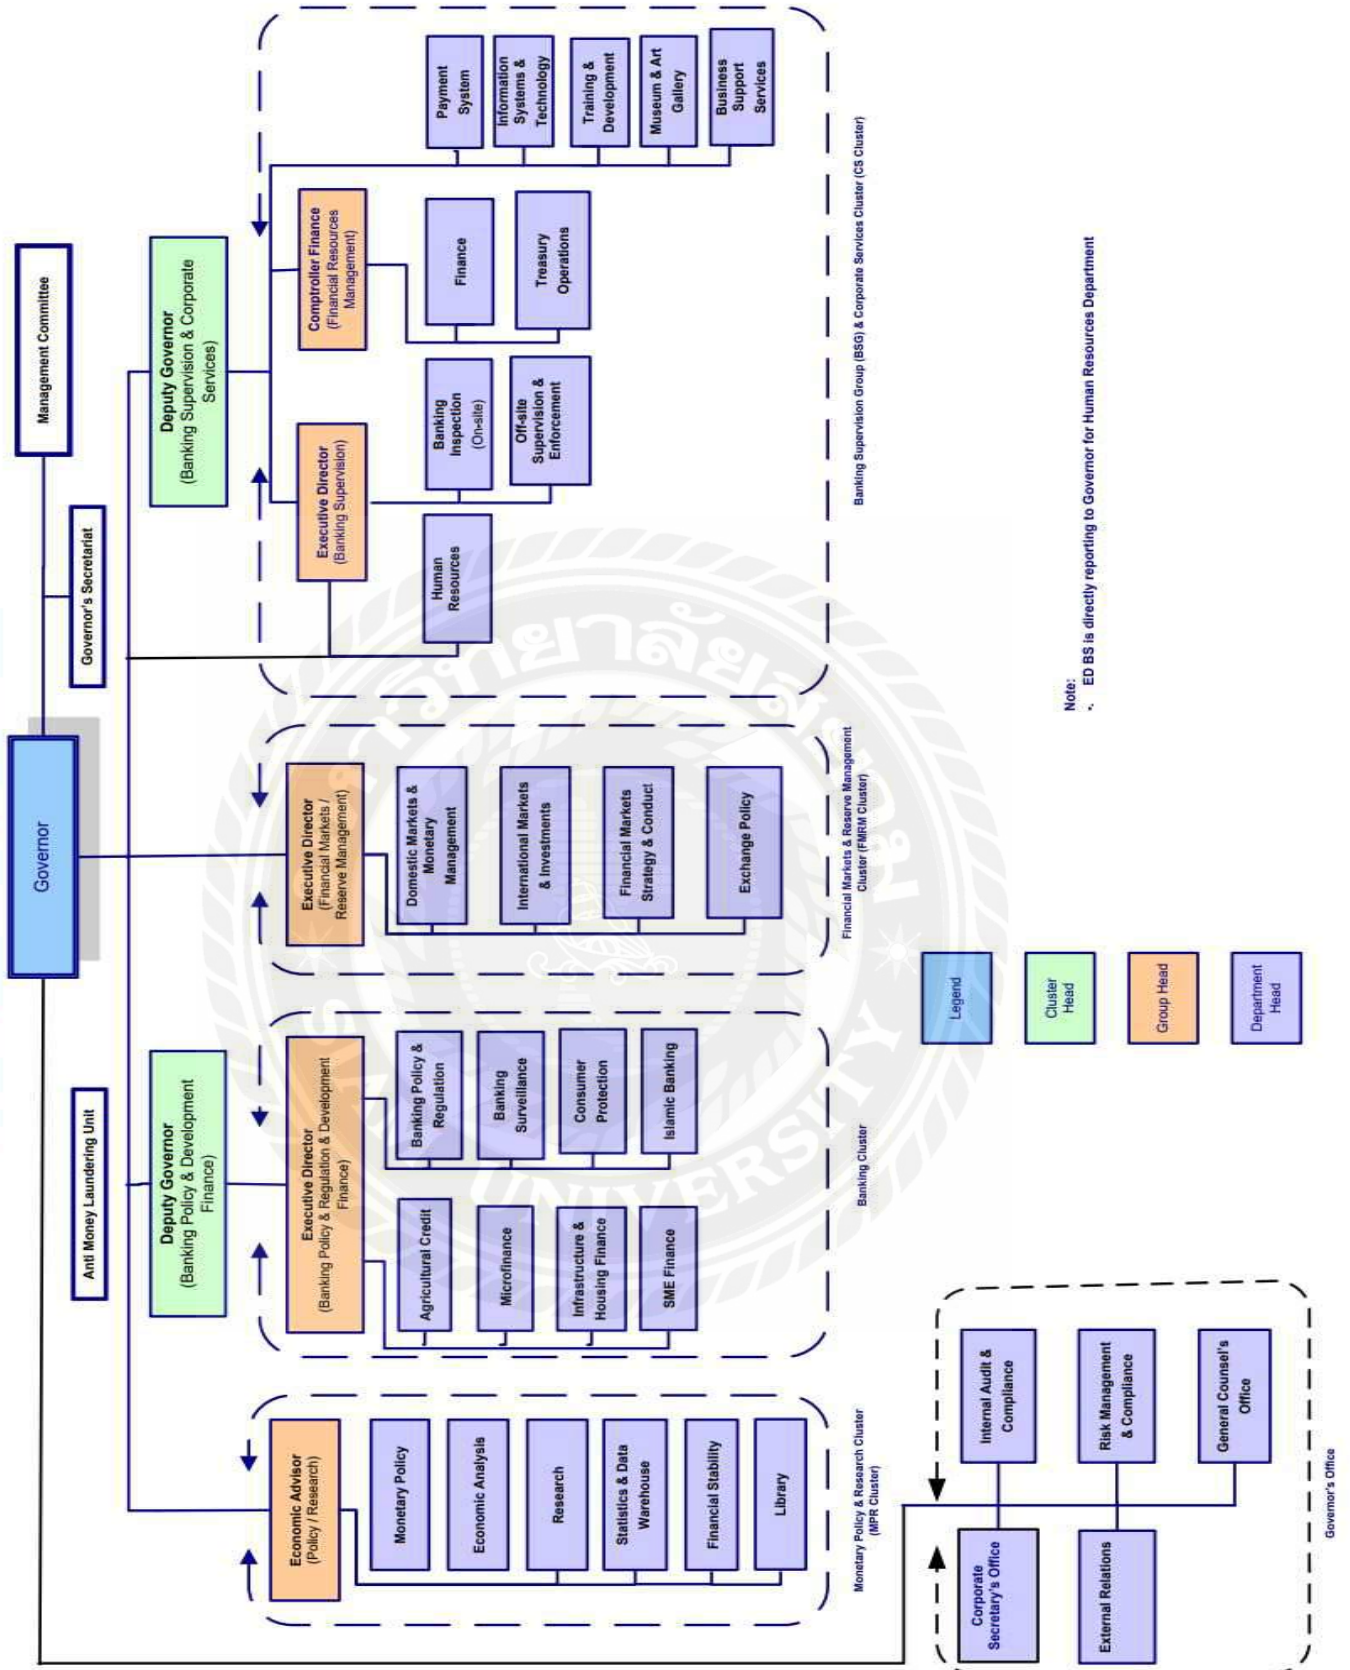 Governor
Management Committee
Governor's Secretariat
Anti Money Laundering Unit
Deputy Governor
(Banking Policy & Development
Finance)
Deputy Governor
(Banking Supervision & Corporate
Services)
Economic Advisor
(Policy / Research)
Monetary Policy
Economic Analysis
Research
Statistics & Data
Warehouse
Financial Stability
Library
Monetary Policy & Research Cluster
(MPR Cluster)
Executive Director
(Banking Policy & Regulation & Development
Finance)
Agricultural Credit
Microfinance
Infrastructure &
Housing Finance
SME Finance
Banking Policy &
Regulation
Banking
Surveillance
Consumer
Protection
Islamic Banking
Banking Cluster
Executive Director
(Financial Markets /
Reserve Management)
Domestic Markets &
Monetary
Management
International Markets
& Investments
Financial Markets
Strategy & Conduct
Exchange Policy
Financial Markets & Reserve Management
Cluster (FMRM Cluster)
Executive Director
(Banking Supervision)
Human
Resources
Banking
Inspection
(On-site)
Off-site
Supervision &
Enforcement
Comptroller Finance
(Financial Resources
Management)
Finance
Treasury
Operations
Payment
System
Information
Systems &
Technology
Training &
Development
Museum & Art
Gallery
Business
Support
Services
Banking Supervision Group (BSG) & Corporate Services Cluster (CS Cluster)
Corporate
Secretary's Office
External Relations
Internal Audit &
Compliance
Risk Management
& Compliance
General Counsel's
Office
Governor's Office
Legend
Cluster
Head
Group Head
Department
Head
Note:
•. ED BS is directly reporting to Governor for Human Resources Department
UNIVERSITY